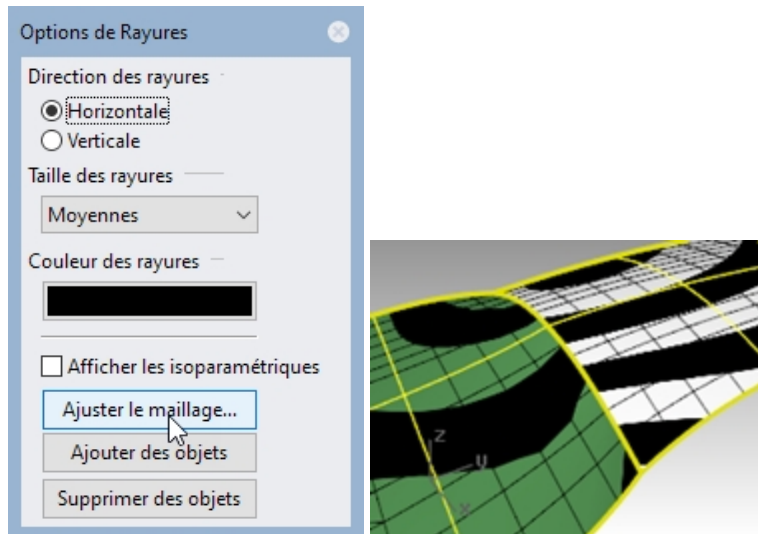 Options de Rayures
Direction des rayures
Horizontale
Verticale
Taille des rayures
Moyennes
Couleur des rayures
Afficher les isoparamétriques
Ajuster le maillage...
Ajouter des objets
Supprimer des objets
z
y
x